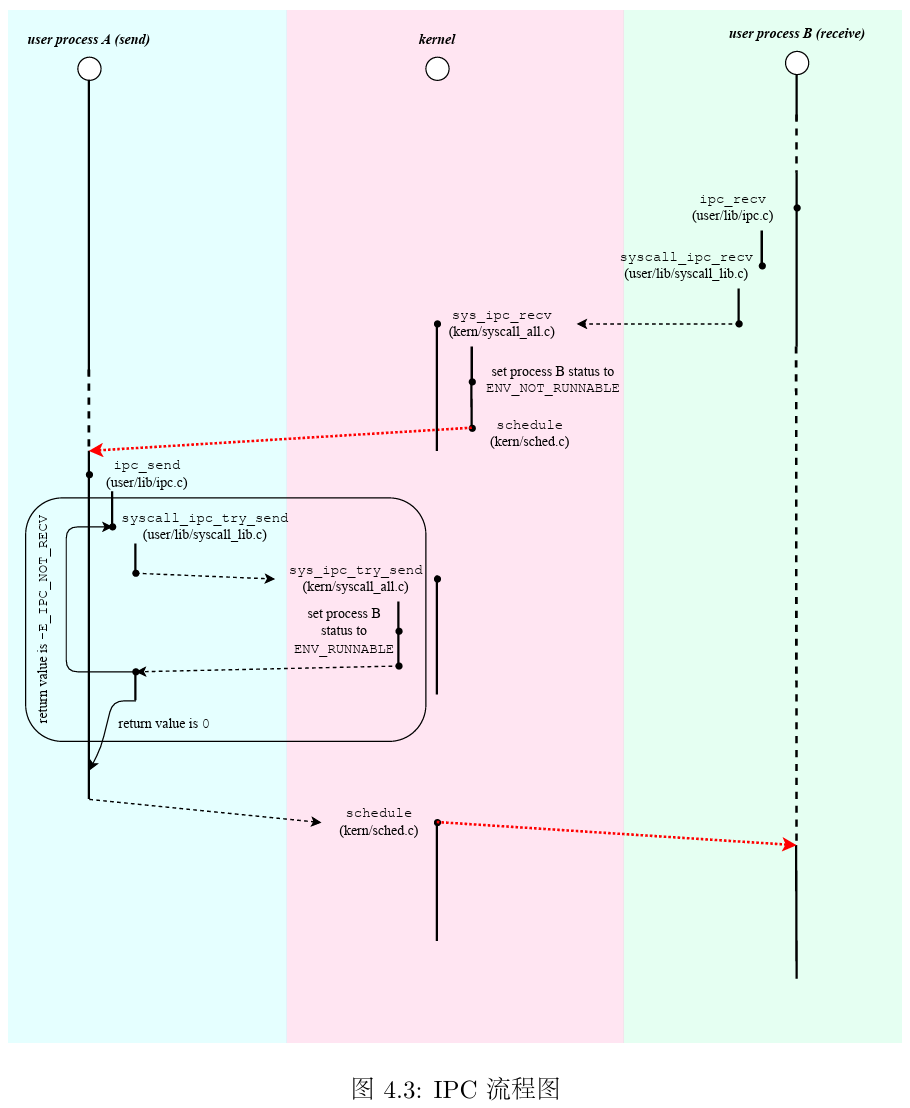 user process A (send)
kernel
user process B (receive)
ipc_recv
(user/lib/ipc.c)
syscall_ipc_recv
(user/lib/syscall_lib.c)
sys_ipc_recv
(kern/syscall_all.c)
set process B status to
ENV_NOT_RUNNABLE
schedule
(kern/sched.c)
ipc_send
(user/lib/ipc.c)
syscall_ipc_try_send
(user/lib/syscall_lib.c)
sys_ipc_try_send
(kern/syscall_all.c)
set process B
status to
ENV_RUNNABLE
return value is -E_IPC_NOT_RECV
return value is 0
schedule
(kern/sched.c)
图 4.3: IPC 流程图